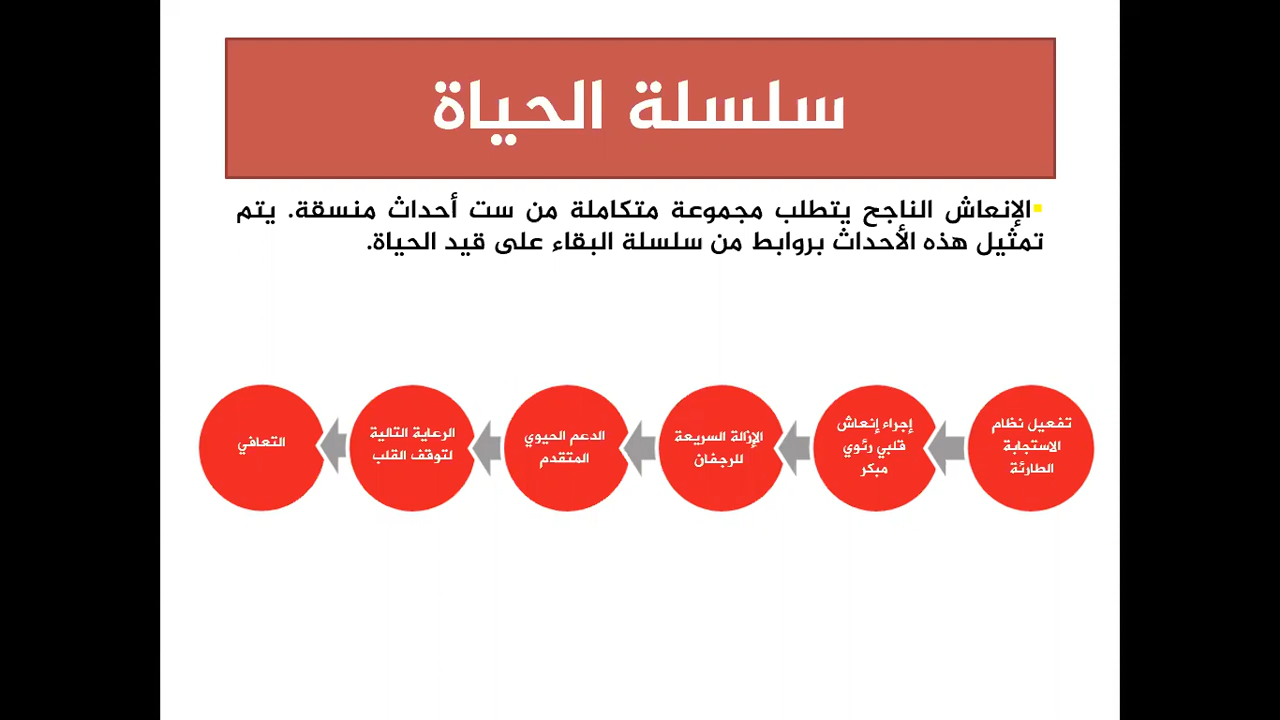 سلسلة الحياة
الإنعاش الناجح يتطلب مجموعة متكاملة من ست أحداث منسقة. يتم
تمثيل هذه الأحداث بروابط من سلسلة البقاء على قيد الحياة.
تفعيل نظام
الاستجابة
الطارئة
إجراء إنعاش
قلبي رئوي
مبكر
الإزالة السريعة
للرجفان
الدعم الحيوي
المتقدم
الرعاية التالية
لتوقف القلب
التعافي